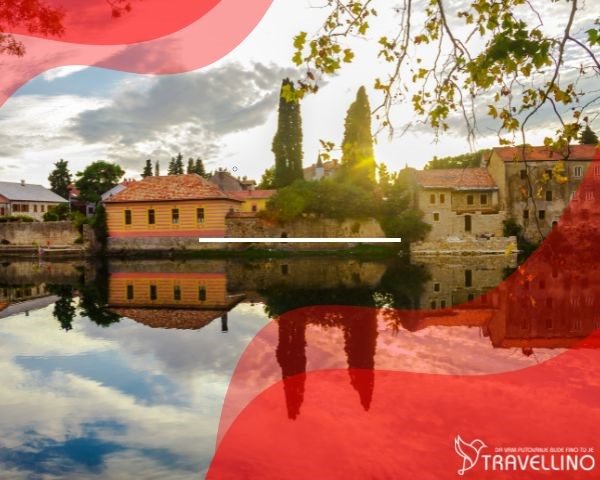 DA VAM PUTOVANJE BUDE FINO TU JE
TRAVELLINO